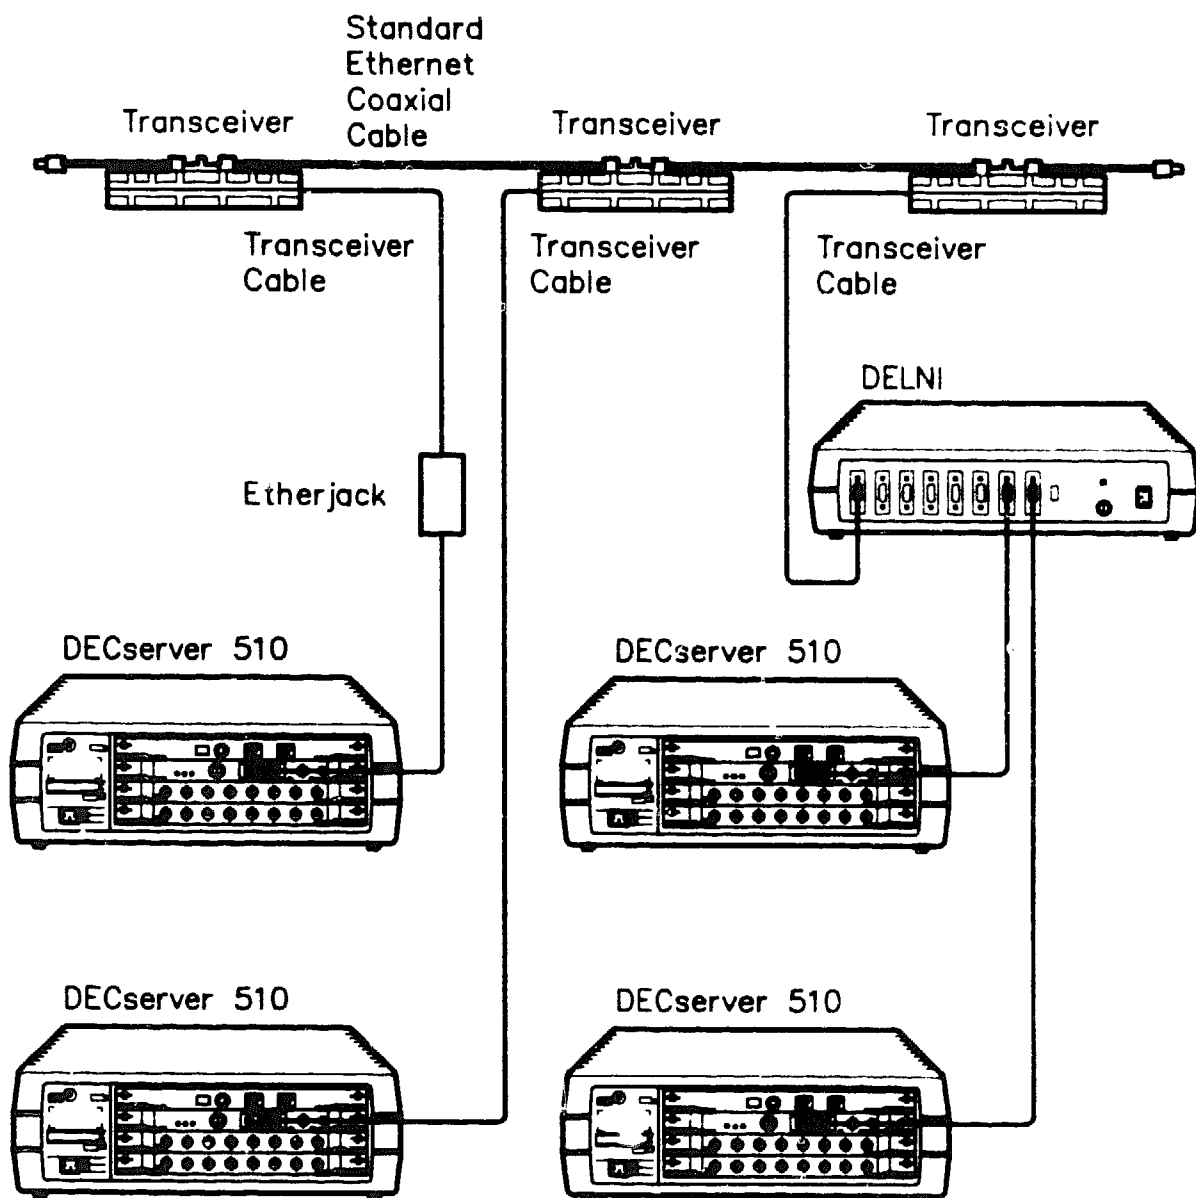 Standard
Ethernet
Coaxial
Cable
Transceiver
Transceiver
Transceiver
Transceiver
Cable
Transceiver
Cable
Transceiver
Cable
DELNI
Etherjack
DECserver 510
DECserver 510
DECserver 510
DECserver 510